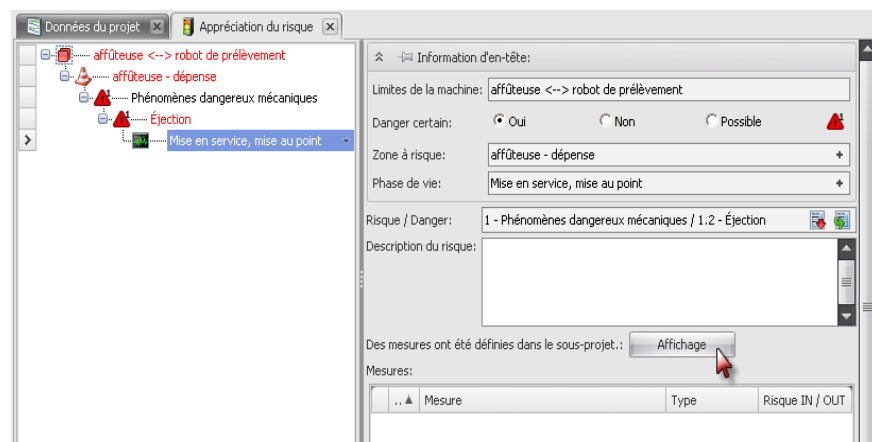 Données du projet Appréciation du risque
affûteuse <--> robot de prélèvement
affûteuse - dépense
Phénomènes dangereux mécaniques
Éjection
Mise en service, mise au point
Information d'en-tête:
Limites de la machine: affûteuse <--> robot de prélèvement
Danger certain: Oui Non Possible
Zone à risque: affûteuse - dépense +
Phase de vie: Mise en service, mise au point +
Risque / Danger: 1 - Phénomènes dangereux mécaniques / 1.2 - Éjection
Description du risque:
Des mesures ont été définies dans le sous-projet.: Affichage
Mesures:
.. Mesure Type Risque IN / OUT